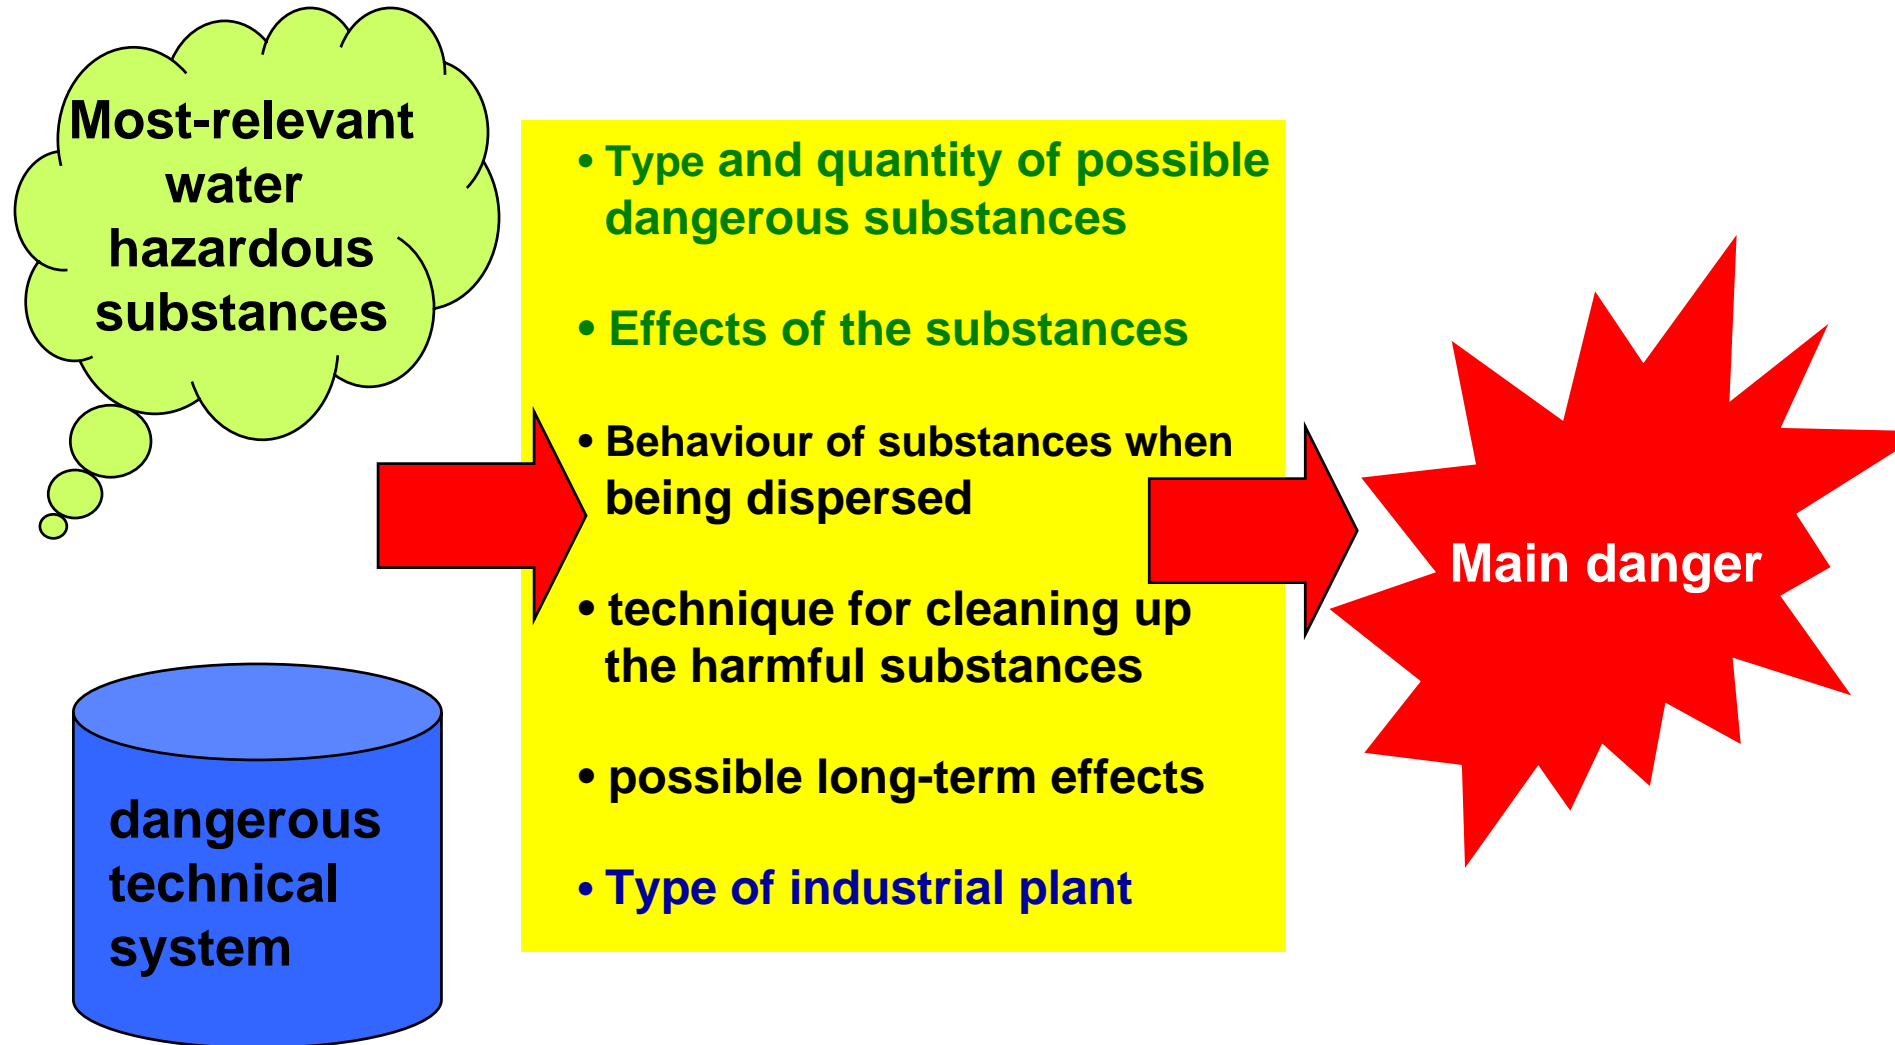 Most-relevant
water
hazardous
substances
• Type and quantity of possible
dangerous substances
• Effects of the substances
• Behaviour of substances when
being dispersed
• technique for cleaning up
the harmful substances
• possible long-term effects
• Type of industrial plant
Main danger
dangerous
technical
system